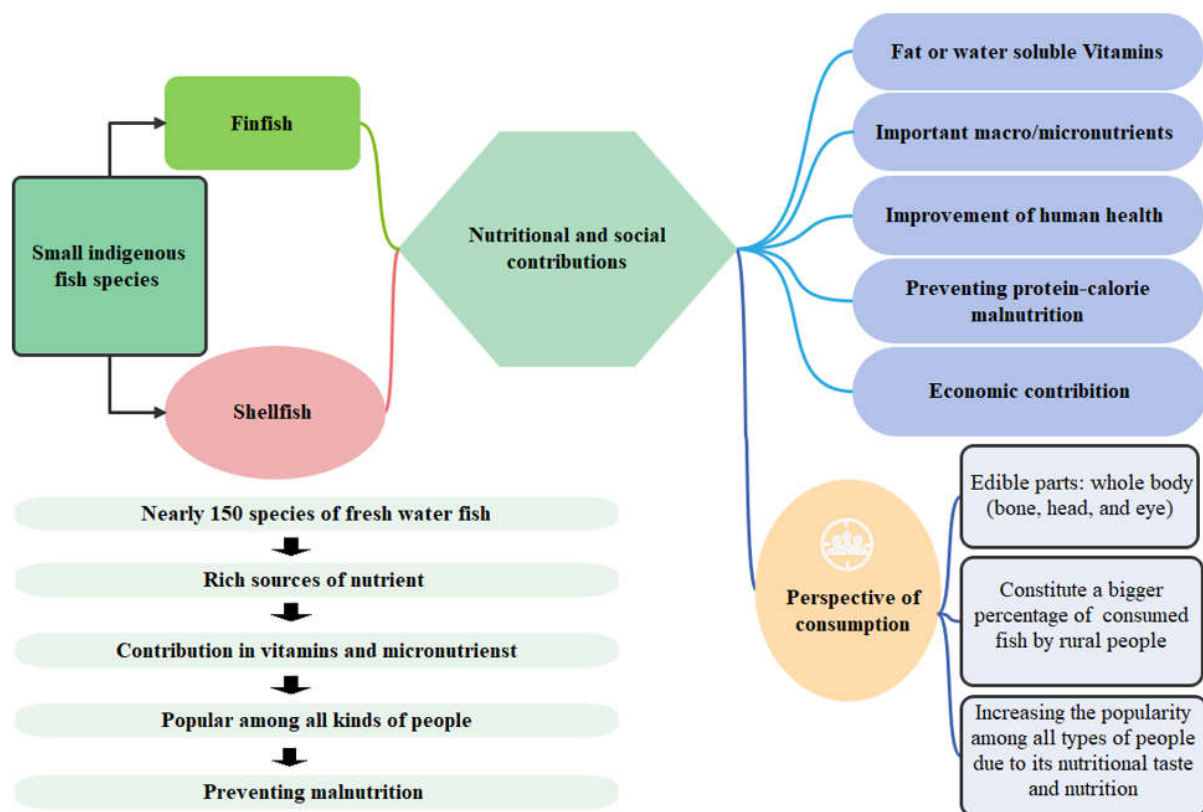 Finfish
Small indigenous
fish species
Shellfish
Nutritional and social
contributions
Fat or water soluble Vitamins
Important macro/micronutrients
Improvement of human health
Preventing protein-calorie
malnutrition
Economic contribition
Perspective of
consumption
Edible parts: whole body
(bone, head, and eye)
Constitute a bigger
percentage of consumed
fish by rural people
Increasing the popularity
among all types of people
due to its nutritional taste
and nutrition
Nearly 150 species of fresh water fish
Rich sources of nutrient
Contribution in vitamins and micronutrienst
Popular among all kinds of people
Preventing malnutrition